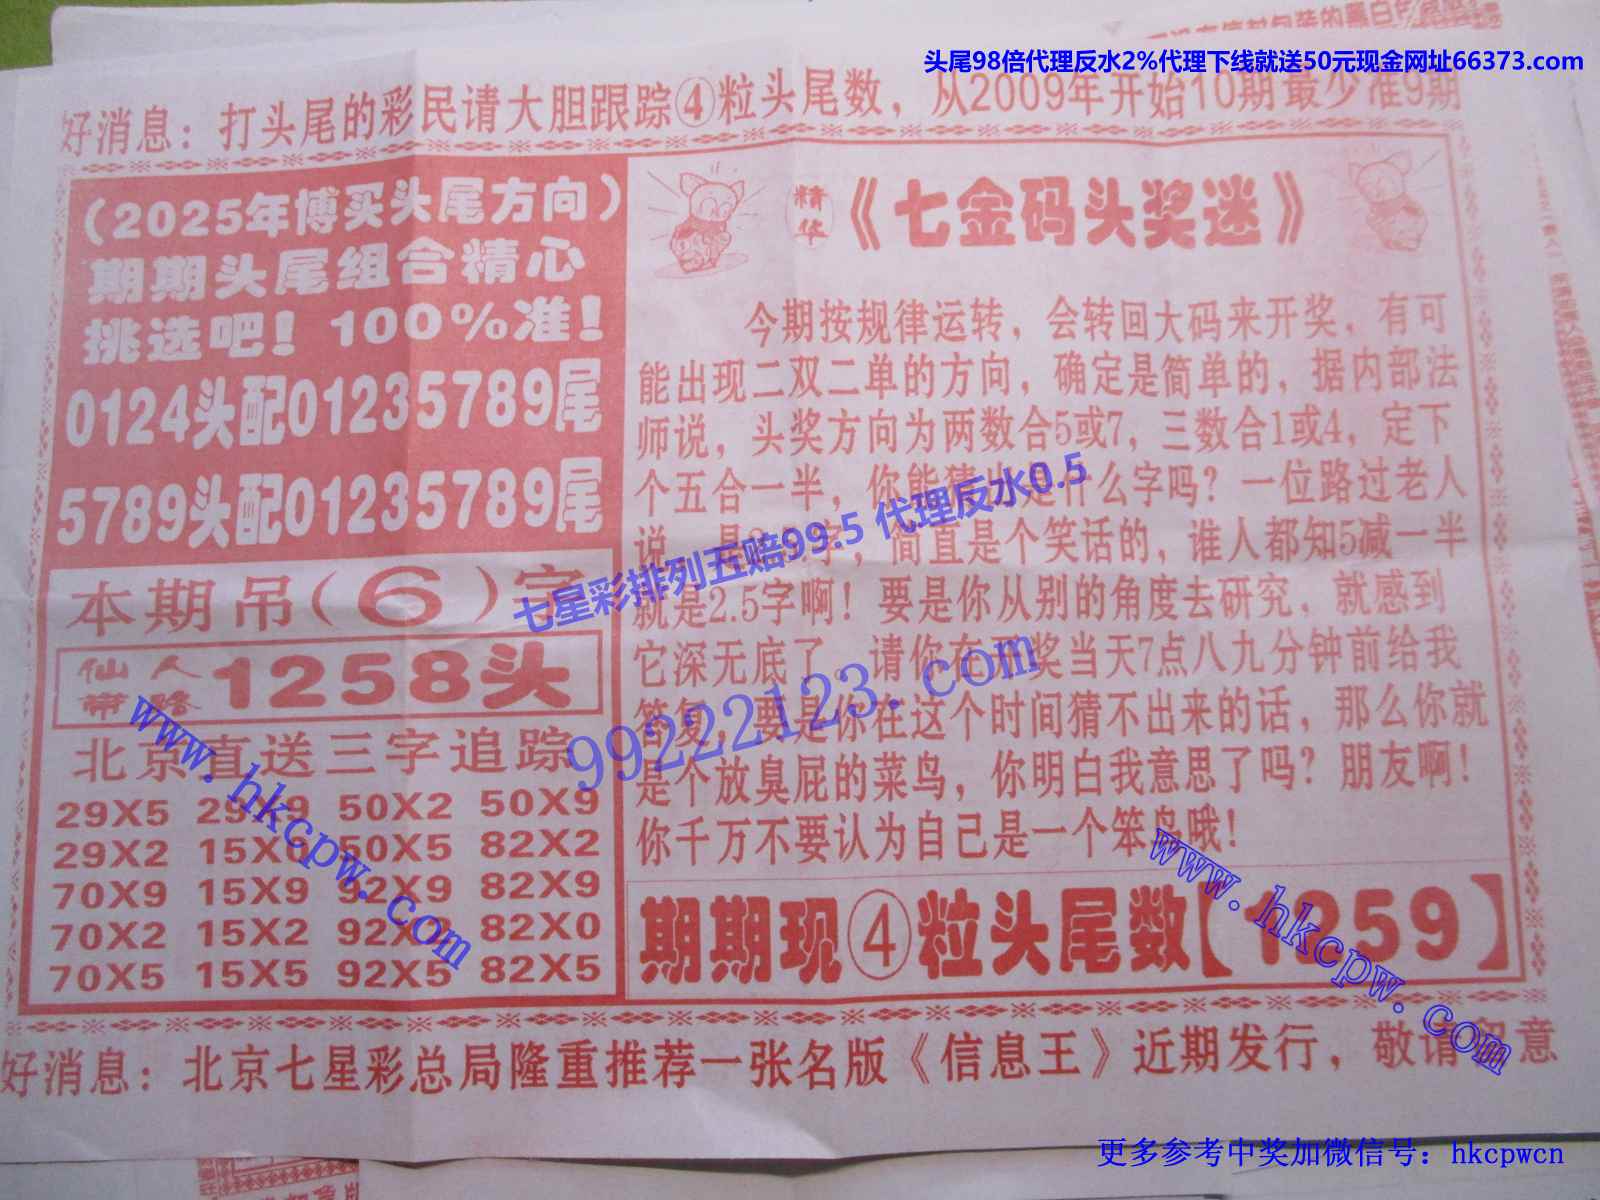 头尾98倍代理反水2%代理下线就送50元现金网址66373.com
好消息：打头尾的彩民请大胆跟踪④粒头尾数，从2009年开始10期最少准9期
（2025年博买头尾方向）
期期头尾组合精心
挑选吧！100%准！
0124头配01235789尾
5789头配01235789尾
本期吊（6）字
仙人
带路
1258头
北京直送三字追踪
29X5 29X9 50X2 50X9
29X2 15X0 50X5 82X2
70X9 15X9 92X9 82X9
70X2 15X2 92X 82X0
70X5 15X5 92X5 82X5
精华
《七金码头奖迷》
今期按规律运转，会转回大码来开奖，有可
能出现二双二单的方向，确定是简单的，据内部法
师说，头奖方向为两数合5或7，三数合1或4，定下
个五合一半，你能猜出是什么字吗？一位路过老人
说，是 字，简直是个笑话的，谁人都知5减一半
就是2.5字啊！要是你从别的角度去研究，就感到
它深无底了，请你在开奖当天7点八九分钟前给我
答复，要是你在这个时间猜不出来的话，那么你就
是个放臭屁的菜鸟，你明白我意思了吗？朋友啊！
你千万不要认为自己是一个笨鸟哦！
期期现④粒头尾数【1259】
好消息：北京七星彩总局隆重推荐一张名版《信息王》近期发行，敬请留意
七星彩排列五赔99.5 代理反水0.5
99222123.com
www.hkcpw.com
www.hkcpw.com
更多参考中奖加微信号：hkcpwcn